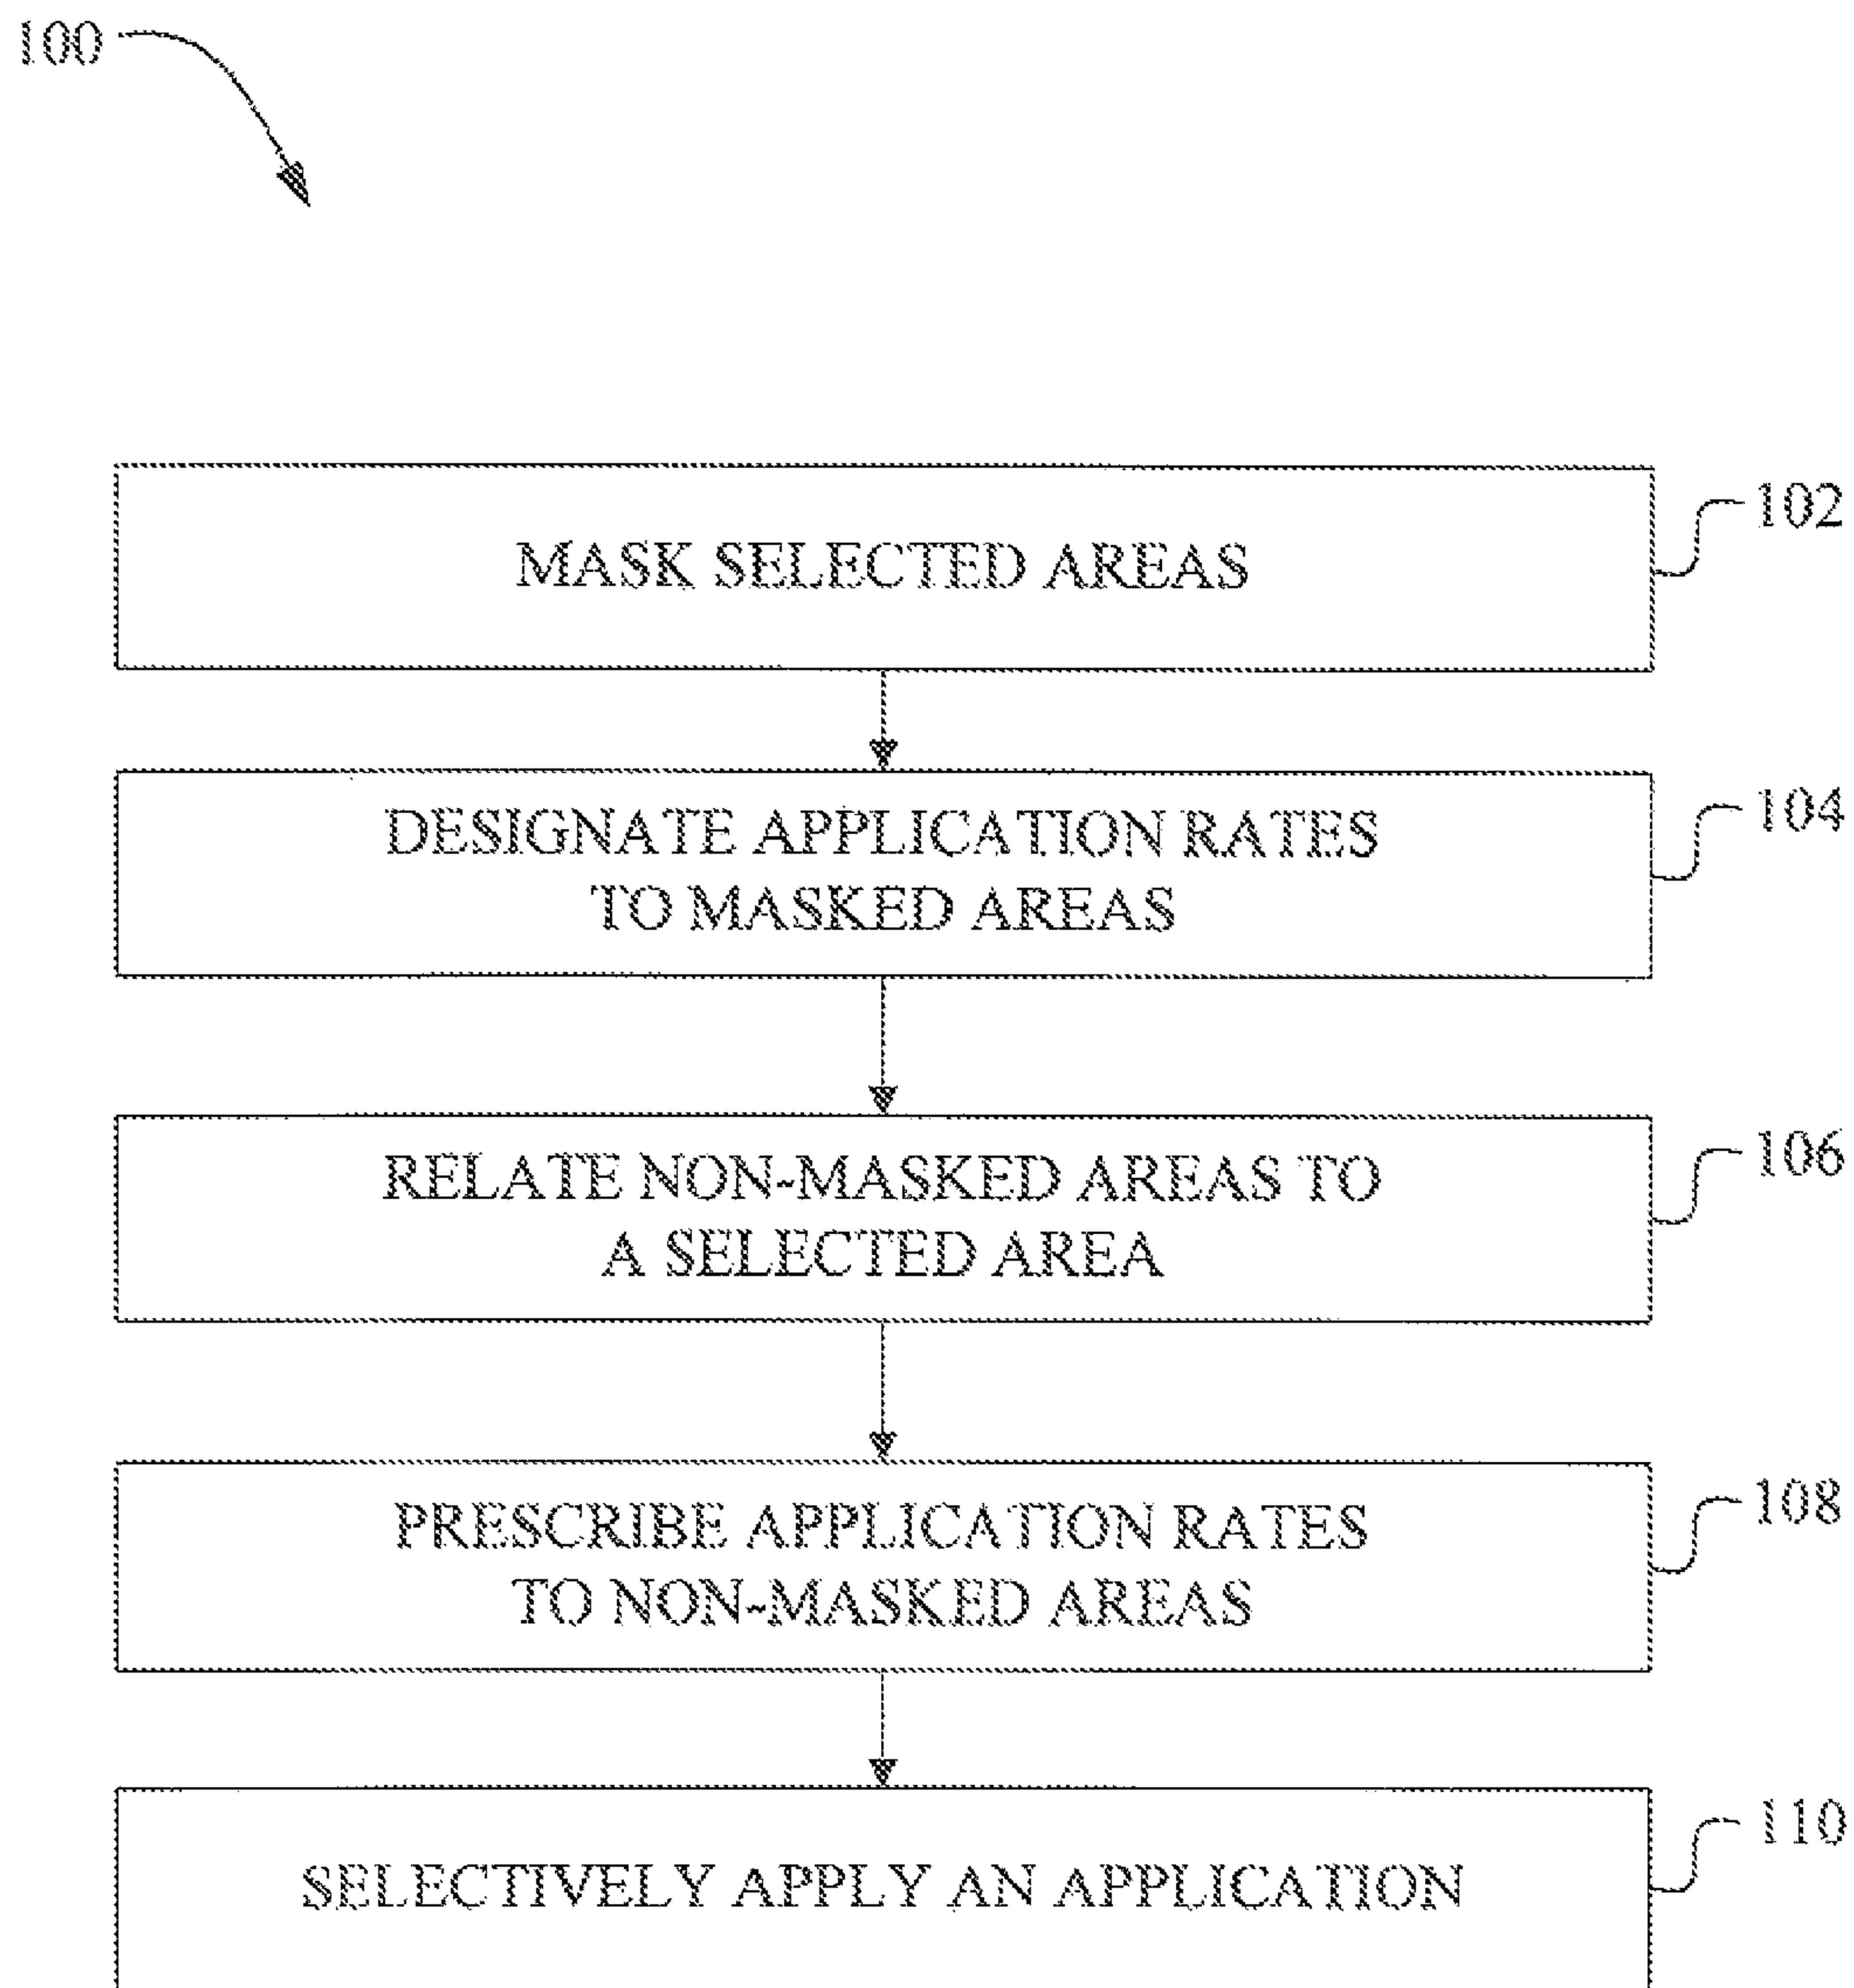 100
MASK SELECTED AREAS
102
DESIGNATE APPLICATION RATES
TO MASKED AREAS
104
RELATE NON-MASKED AREAS TO
A SELECTED AREA
106
PRESCRIBE APPLICATION RATES
TO NON-MASKED AREAS
108
SELECTIVELY APPLY AN APPLICATION
110